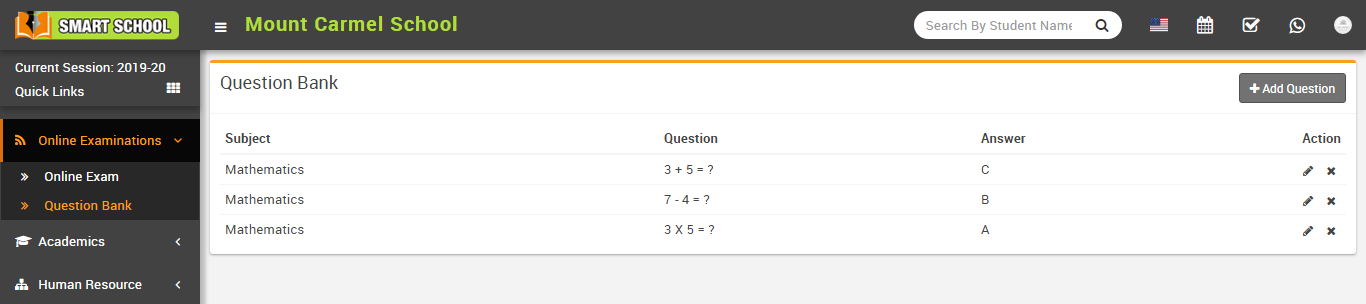 SMART SCHOOL
Mount Carmel School
Search By Student Name
Current Session: 2019-20
Quick Links
Online Examinations
Online Exam
Question Bank
Academics
Human Resource
Question Bank
Add Question
Subject Question Answer Action
Mathematics 3 + 5 = ? C
Mathematics 7 - 4 = ? B
Mathematics 3 X 5 = ? A